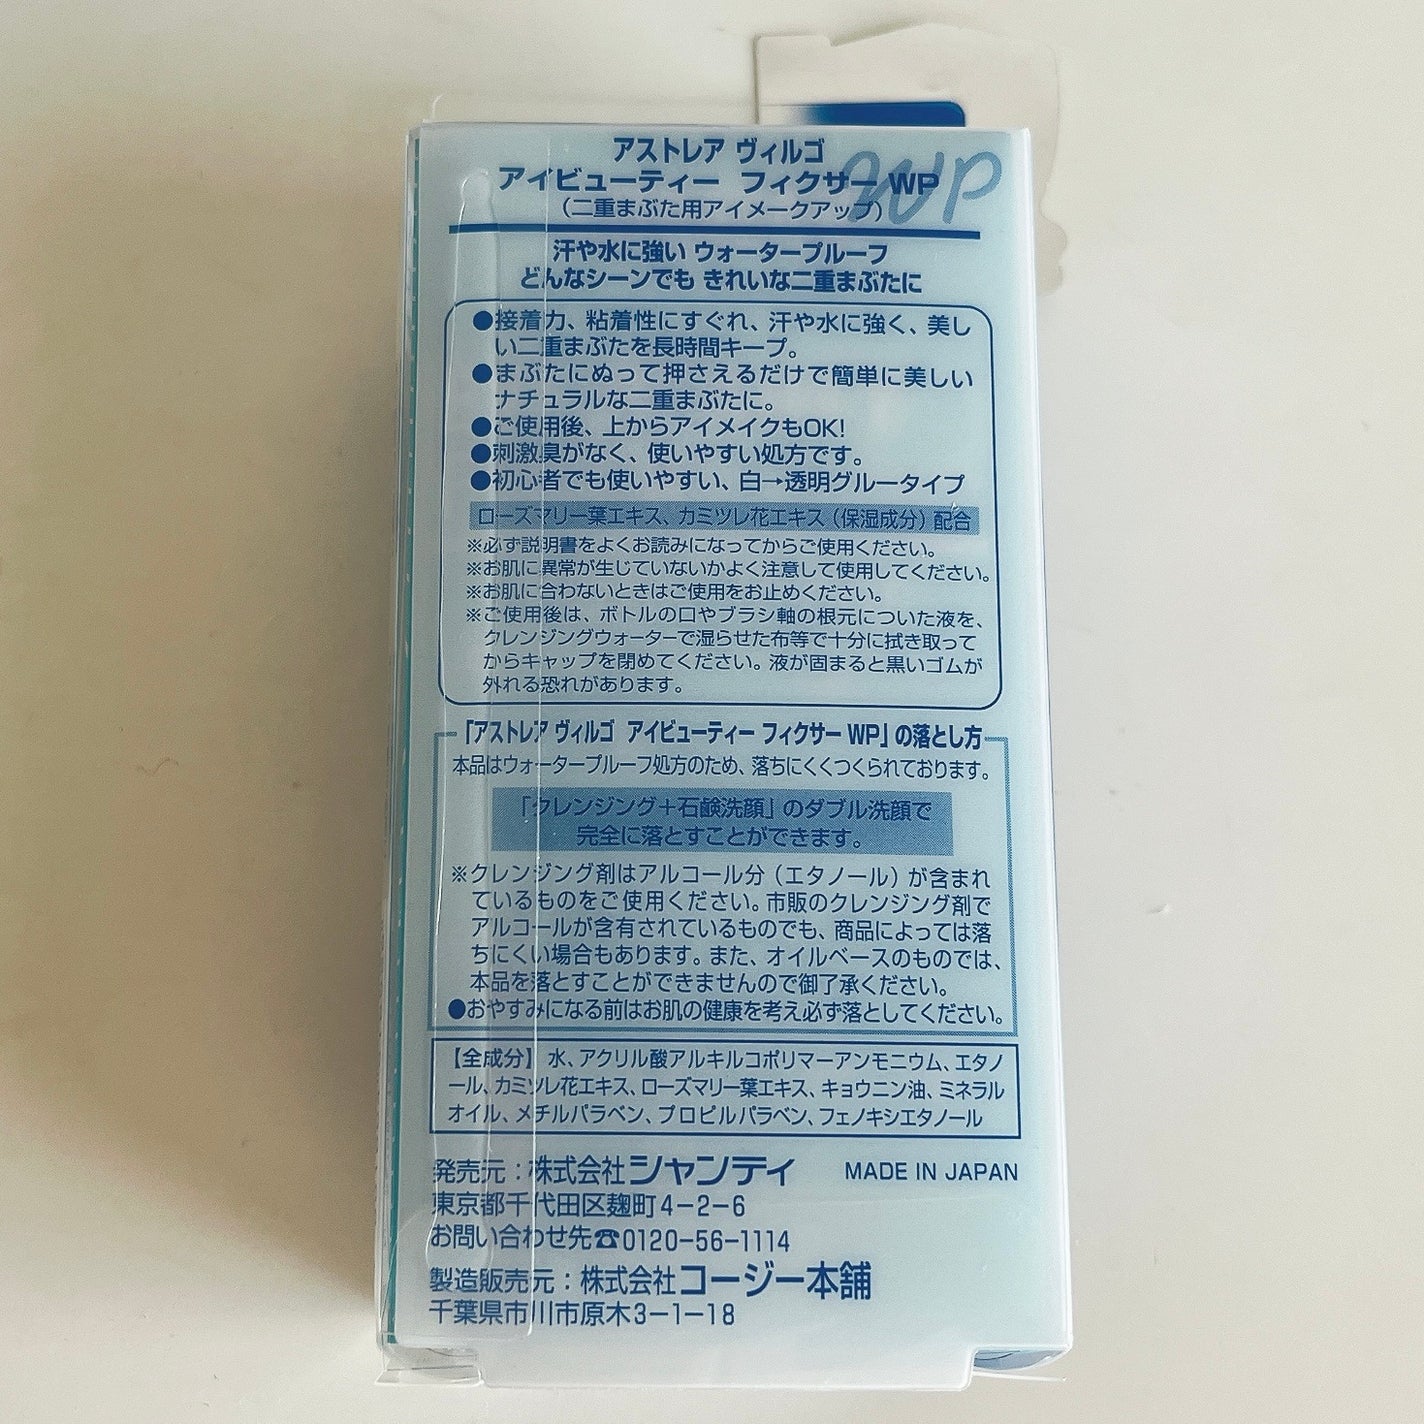 アストレア ヴィルゴ
アイビューティー フィクサー WP
（二重まぶた用アイメークアップ）
WP
汗や水に強い ウォータープルーフ
どんなシーンでも きれいな二重まぶたに
●接着力、粘着性にすぐれ、汗や水に強く、美し
い二重まぶたを長時間キープ。
●まぶたにぬって押さえるだけで簡単に美しい
ナチュラルな二重まぶたに。
●ご使用後、上からアイメイクもOK!
●刺激臭がなく、使いやすい処方です。
●初心者でも使いやすい、白→透明グルータイプ
ローズマリー葉エキス、カミツレ花エキス（保湿成分）配合
※必ず説明書をよくお読みになってからご使用ください。
※お肌に異常が生じていないかよく注意して使用してください。
※お肌に合わないときはご使用をお止めください。
※ご使用後は、ボトルの口やブラシ軸の根元についた液を、
クレンジングウォーターで湿らせた布等で十分に拭き取って
からキャップを閉めてください。液が固まると黒いゴムが
外れる恐れがあります。
「アストレア ヴィルゴ アイビューティー フィクサー WP」の落とし方
本品はウォータープルーフ処方のため、落ちにくくつくられております。
「クレンジング＋石鹸洗顔」のダブル洗顔で
完全に落とすことができます。
※クレンジング剤はアルコール分（エタノール）が含まれ
ているものをご使用ください。市販のクレンジング剤で
アルコールが含有されているものでも、商品によっては落
ちにくい場合もあります。また、オイルベースのものでは、
本品を落とすことができませんので御了承ください。
●おやすみになる前はお肌の健康を考え必ず落としてください。
【全成分】水、アクリル酸アルキルコポリマーアンモニウム、エタノ
ール、カミツレ花エキス、ローズマリー葉エキス、キョウニン油、ミネラル
オイル、メチルパラベン、プロピルパラベン、フェノキシエタノール
発売元：株式会社シャンティ MADE IN JAPAN
東京都千代田区麹町4－2－6
お問い合わせ先☎0120−56−1114
製造販売元：株式会社コージー本舗
千葉県市川市原木3－1－18